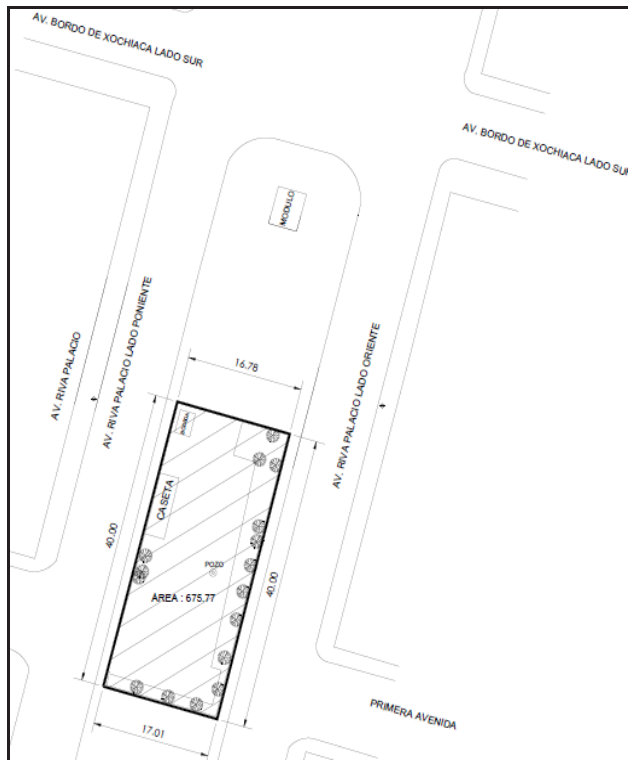 AV. BORDO DE XOCHIACA LADO SUR
AV. BORDO DE XOCHIACA LADO SUR
MODULO
AV. RIVA PALACIO
AV. RIVA PALACIO LADO PONIENTE
AV. RIVA PALACIO LADO ORIENTE
16.78
BOMBA
CASETA
40.00
POZO
40.00
AREA : 675.77
PRIMERA AVENIDA
17.01